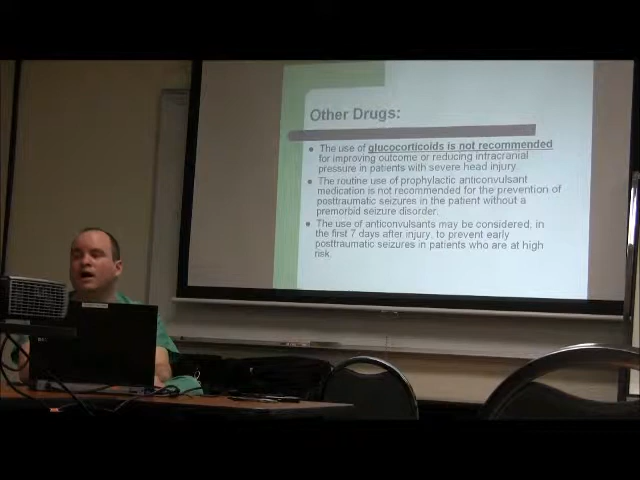 Other Drugs:
The use of glucocorticoids is not recommended
for improving outcome or reducing intracranial
pressure in patients with severe head injury.
The routine use of prophylactic anticonvulsant
medication is not recommended for the prevention of
posttraumatic seizures in the patient without a
premorbid seizure disorder.
The use of anticonvulsants may be considered, in
the first 7 days after injury, to prevent early
posttraumatic seizures in patients who are at high
risk.